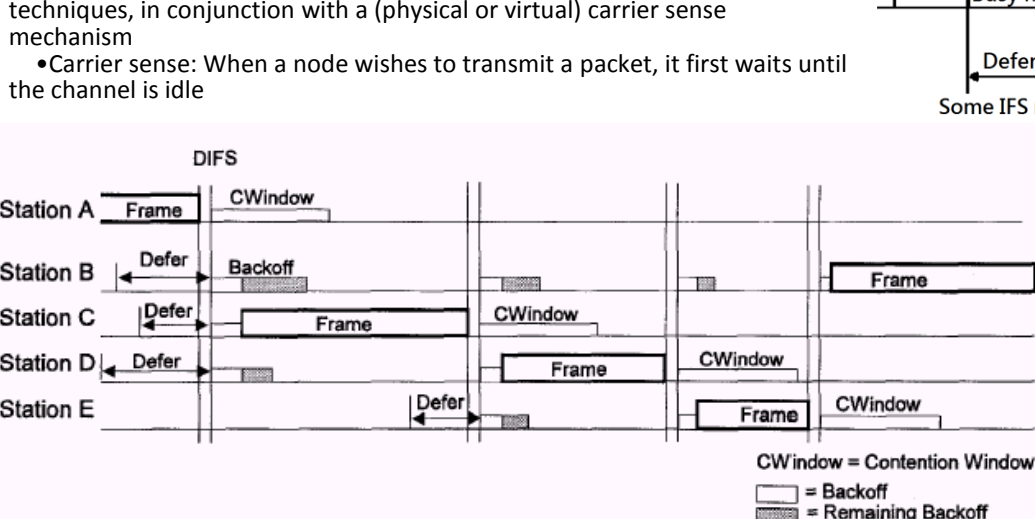 techniques, in conjunction with a (physical or virtual) carrier sense
mechanism
•Carrier sense: When a node wishes to transmit a packet, it first waits until
the channel is idle
Defer
Some IFS
DIFS
Station A Frame CWindow
Station B Defer Backoff Frame
Station C Defer Frame CWindow
Station D Defer Frame CWindow
Station E Defer Frame CWindow
CWindow = Contention Window
= Backoff
= Remaining Backoff